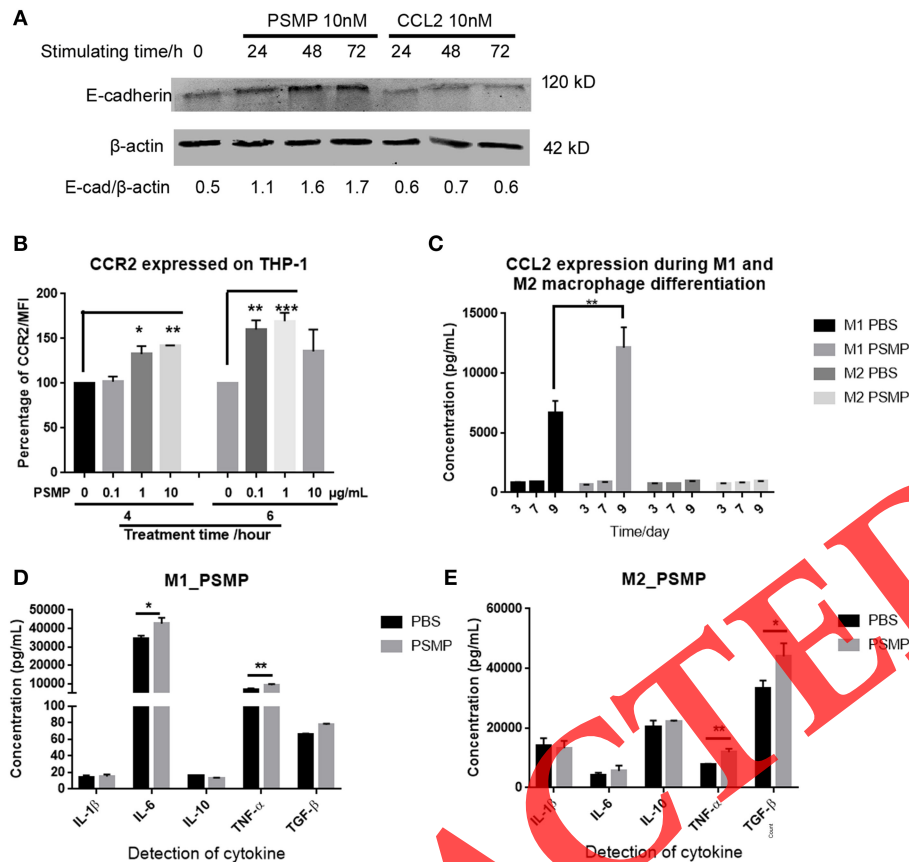 A
PSMP 10nM CCL2 10nM
Stimulating time/h 0 24 48 72 24 48 72
E-cadherin 120 kD
β-actin 42 kD
E-cad/β-actin 0.5 1.1 1.6 1.7 0.6 0.7 0.6
B
CCR2 expressed on THP-1
Percentage of CCR2/MFI
200
150
100
50
0
* ** ** ***
PSMP 0 0.1 1 10 0 0.1 1 10 µg/mL
4 6
Treatment time /hour
C
CCL2 expression during M1 and
M2 macrophage differentiation
Concentration (pg/mL)
15000
10000
5000
0
**
3 7 9 3 7 9 3 7 9 3 7 9
Time/day
M1 PBS
M1 PSMP
M2 PBS
M2 PSMP
D
M1_PSMP
Concentration (pg/mL)
50000
40000
30000
20000
10000
100
80
60
40
20
0
*
**
IL-1β IL-6 IL-10 TNF-α TGF-β
Detection of cytokine
PBS
PSMP
E
M2_PSMP
Concentration (pg/mL)
60000
40000
20000
0
**
*
IL-1β IL-6 IL-10 TNF-α TGF-β
Count
Detection of cytokine
PBS
PSMP
ACTED